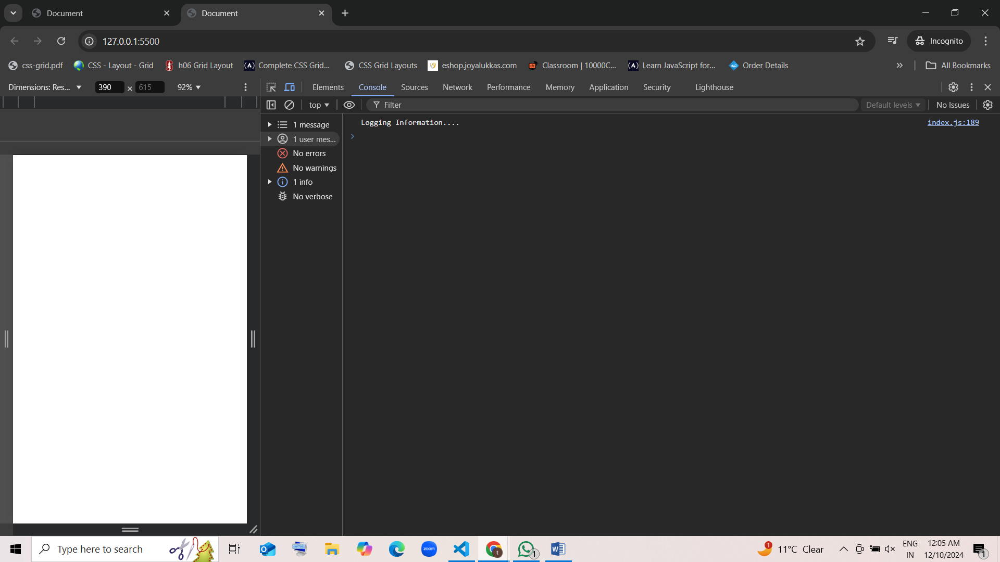 Document
Document
127.0.0.1:5500
Incognito
css-grid.pdf
CSS - Layout - Grid
h06 Grid Layout
Complete CSS Grid...
CSS Grid Layouts
eshop.joyalukkas.com
Classroom | 10000C...
Learn JavaScript for...
Order Details
All Bookmarks
Dimensions: Res...
390 × 615
92%
Elements
Console
Sources
Network
Performance
Memory
Application
Security
Lighthouse
top
Filter
Default levels
No Issues
1 message
1 user mes...
No errors
No warnings
1 info
No verbose
Logging Information....
index.js:189
Type here to search
zoom
1
1
11°C Clear
ENG
IN
12:05 AM
12/10/2024
1